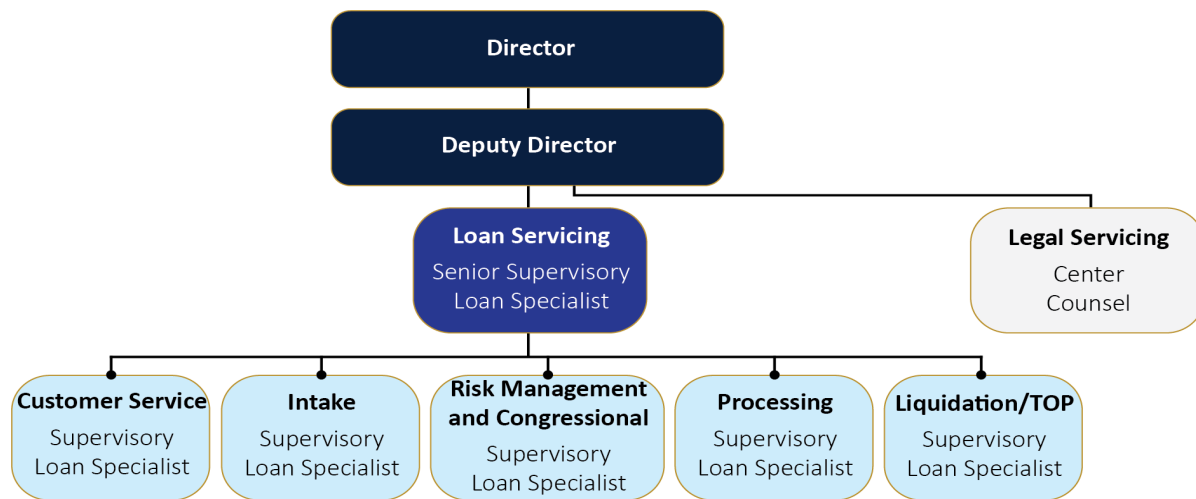 Director
Deputy Director
Loan Servicing
Senior Supervisory
Loan Specialist
Legal Servicing
Center
Counsel
Customer Service
Supervisory
Loan Specialist
Intake
Supervisory
Loan Specialist
Risk Management
and Congressional
Supervisory
Loan Specialist
Processing
Supervisory
Loan Specialist
Liquidation/TOP
Supervisory
Loan Specialist